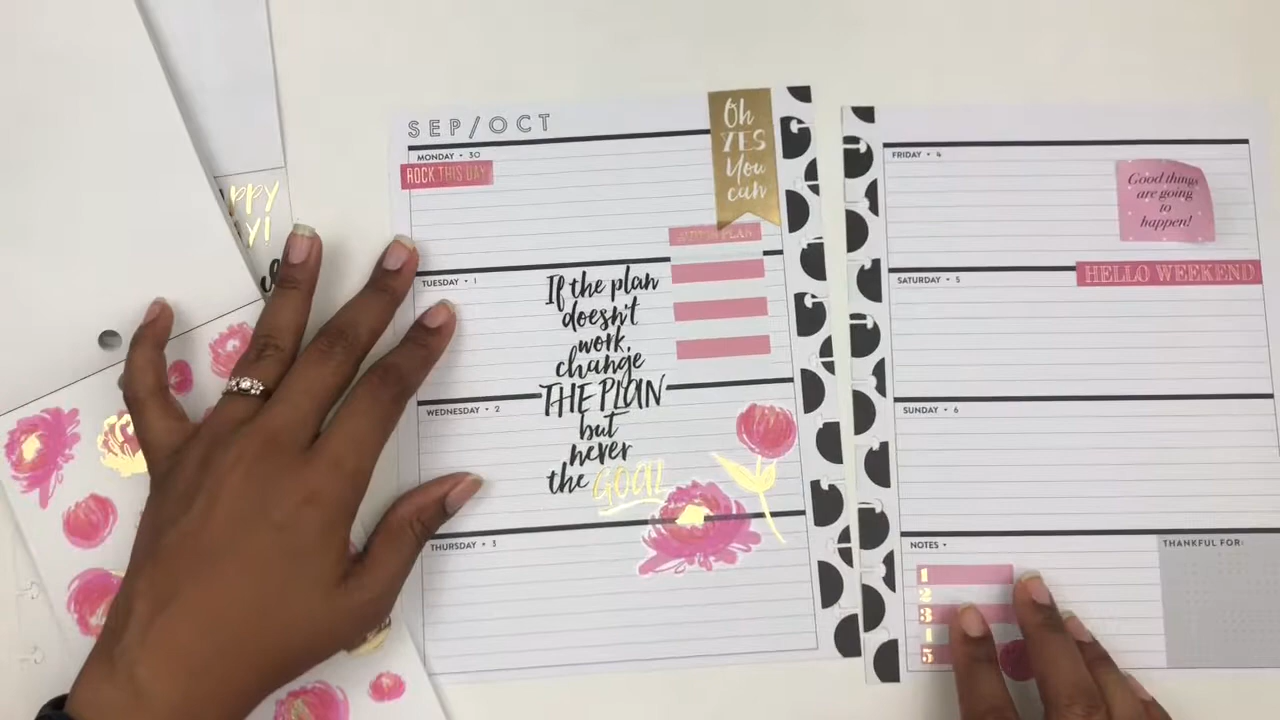 SEP/OCT
MONDAY • 30
ROCK THIS DAY
Oh
YES
You
can
TUESDAY • 1
If the plan
doesn't
work,
change
THE PLAN
but
never
the GOAL
WEDNESDAY • 2
THURSDAY • 3
FRIDAY • 4
Good things
are going
to
happen!
HELLO WEEKEND
SATURDAY • 5
SUNDAY • 6
NOTES •
1
2
3
5
THANKFUL FOR: